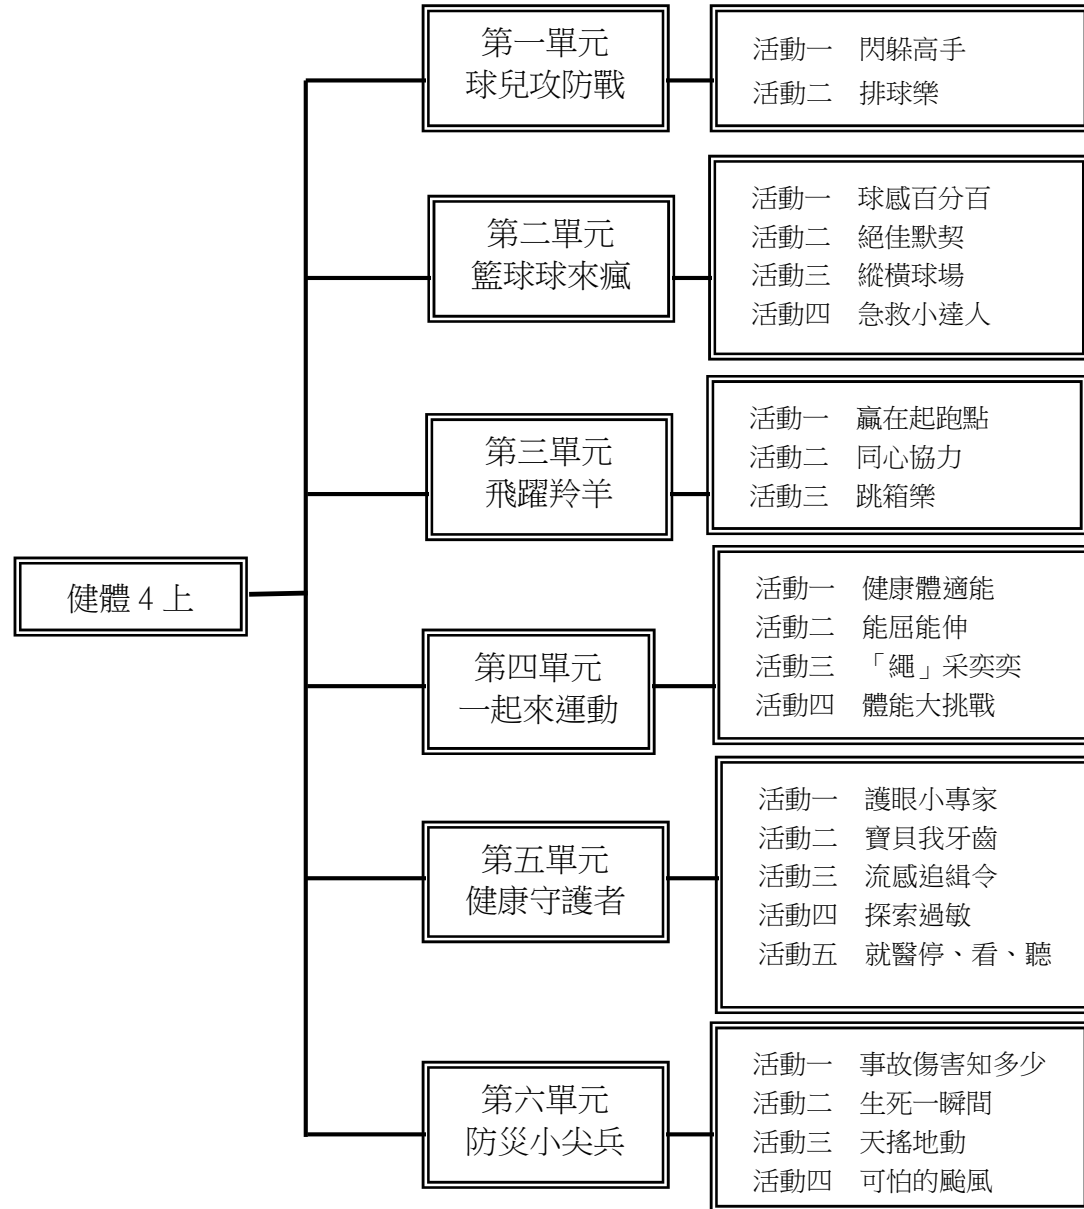 第一單元
球兒攻防戰
活動一　閃躲高手
活動二　排球樂
第二單元
籃球球來瘋
活動一　球感百分百
活動二　絕佳默契
活動三　縱橫球場
活動四　急救小達人
第三單元
飛躍羚羊
活動一　贏在起跑點
活動二　同心協力
活動三　跳箱樂
健體 4 上
第四單元
一起來運動
活動一　健康體適能
活動二　能屈能伸
活動三　「繩」采奕奕
活動四　體能大挑戰
第五單元
健康守護者
活動一　護眼小專家
活動二　寶貝我牙齒
活動三　流感追緝令
活動四　探索過敏
活動五　就醫停、看、聽
第六單元
防災小尖兵
活動一　事故傷害知多少
活動二　生死一瞬間
活動三　天搖地動
活動四　可怕的颱風